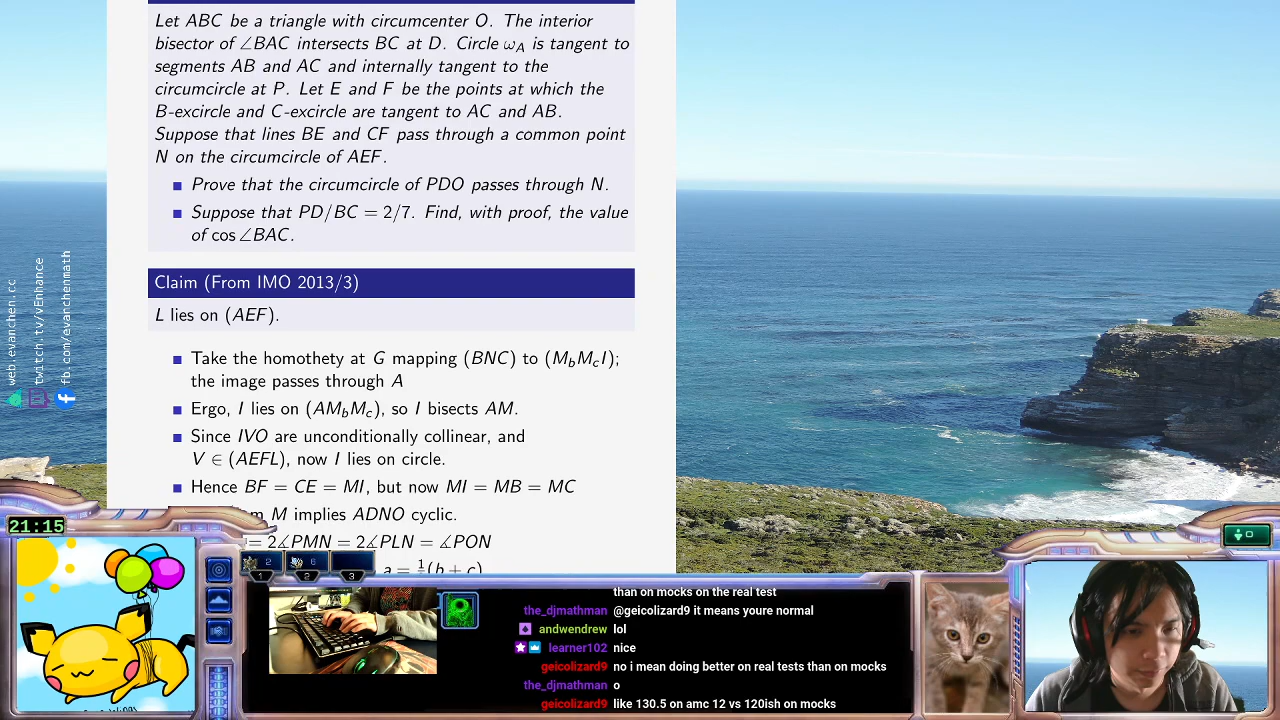 Let ABC be a triangle with circumcenter O. The interior
bisector of ∠BAC intersects BC at D. Circle ω_A is tangent to
segments AB and AC and internally tangent to the
circumcircle at P. Let E and F be the points at which the
B-excircle and C-excircle are tangent to AC and AB.
Suppose that lines BE and CF pass through a common point
N on the circumcircle of AEF.
■ Prove that the circumcircle of PDO passes through N.
■ Suppose that PD/BC = 2/7. Find, with proof, the value
of cos ∠BAC.
Claim (From IMO 2013/3)
L lies on (AEF).
■ Take the homothety at G mapping (BNC) to (M_bM_cI);
the image passes through A
■ Ergo, I lies on (AM_bM_c), so I bisects AM.
■ Since IVO are unconditionally collinear, and
V ∈ (AEFL), now I lies on circle.
■ Hence BF = CE = MI, but now MI = MB = MC
m M implies ADNO cyclic.
= 2∡PMN = 2∡PLN = ∡PON
web.evanchen.cc
twitch.tv/vEnhance
fb.com/evanchenmath
21:15
2
6
1
2
3
0
than on mocks on the real test
the_djmathman @geicolizard9 it means youre normal
andwendrew lol
learner102 nice
geicolizard9 no i mean doing better on real tests than on mocks
the_djmathman o
geicolizard9 like 130.5 on amc 12 vs 120ish on mocks